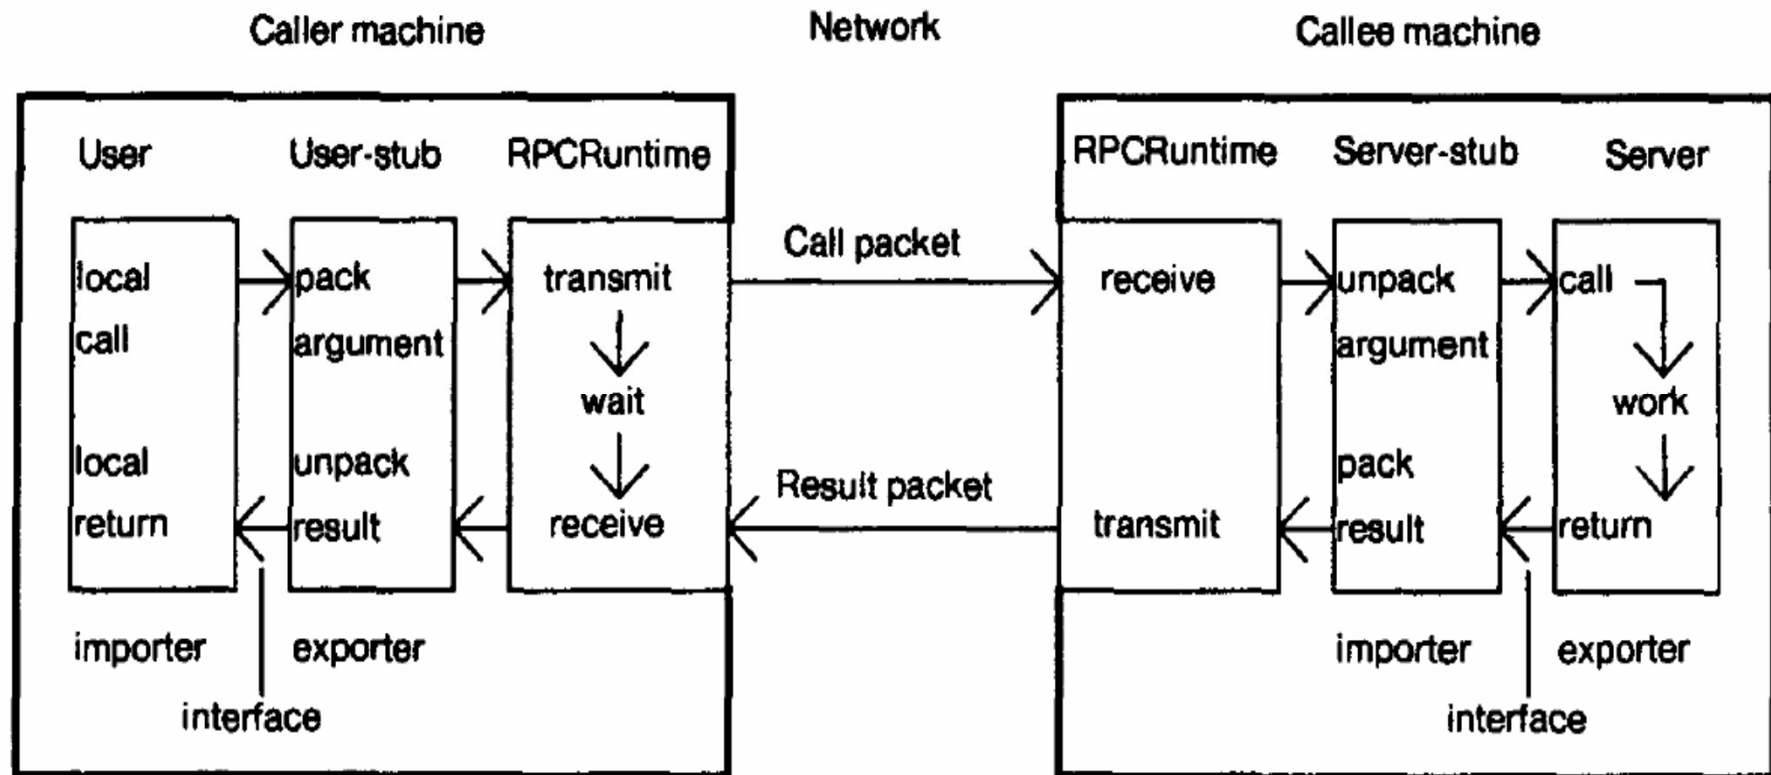 Caller machine
Network
Callee machine
User
User-stub
RPCRuntime
RPCRuntime
Server-stub
Server
local
call
local
return
pack
argument
unpack
result
transmit
wait
receive
Call packet
Result packet
receive
transmit
unpack
argument
pack
result
call
work
return
importer
exporter
interface
importer
exporter
interface